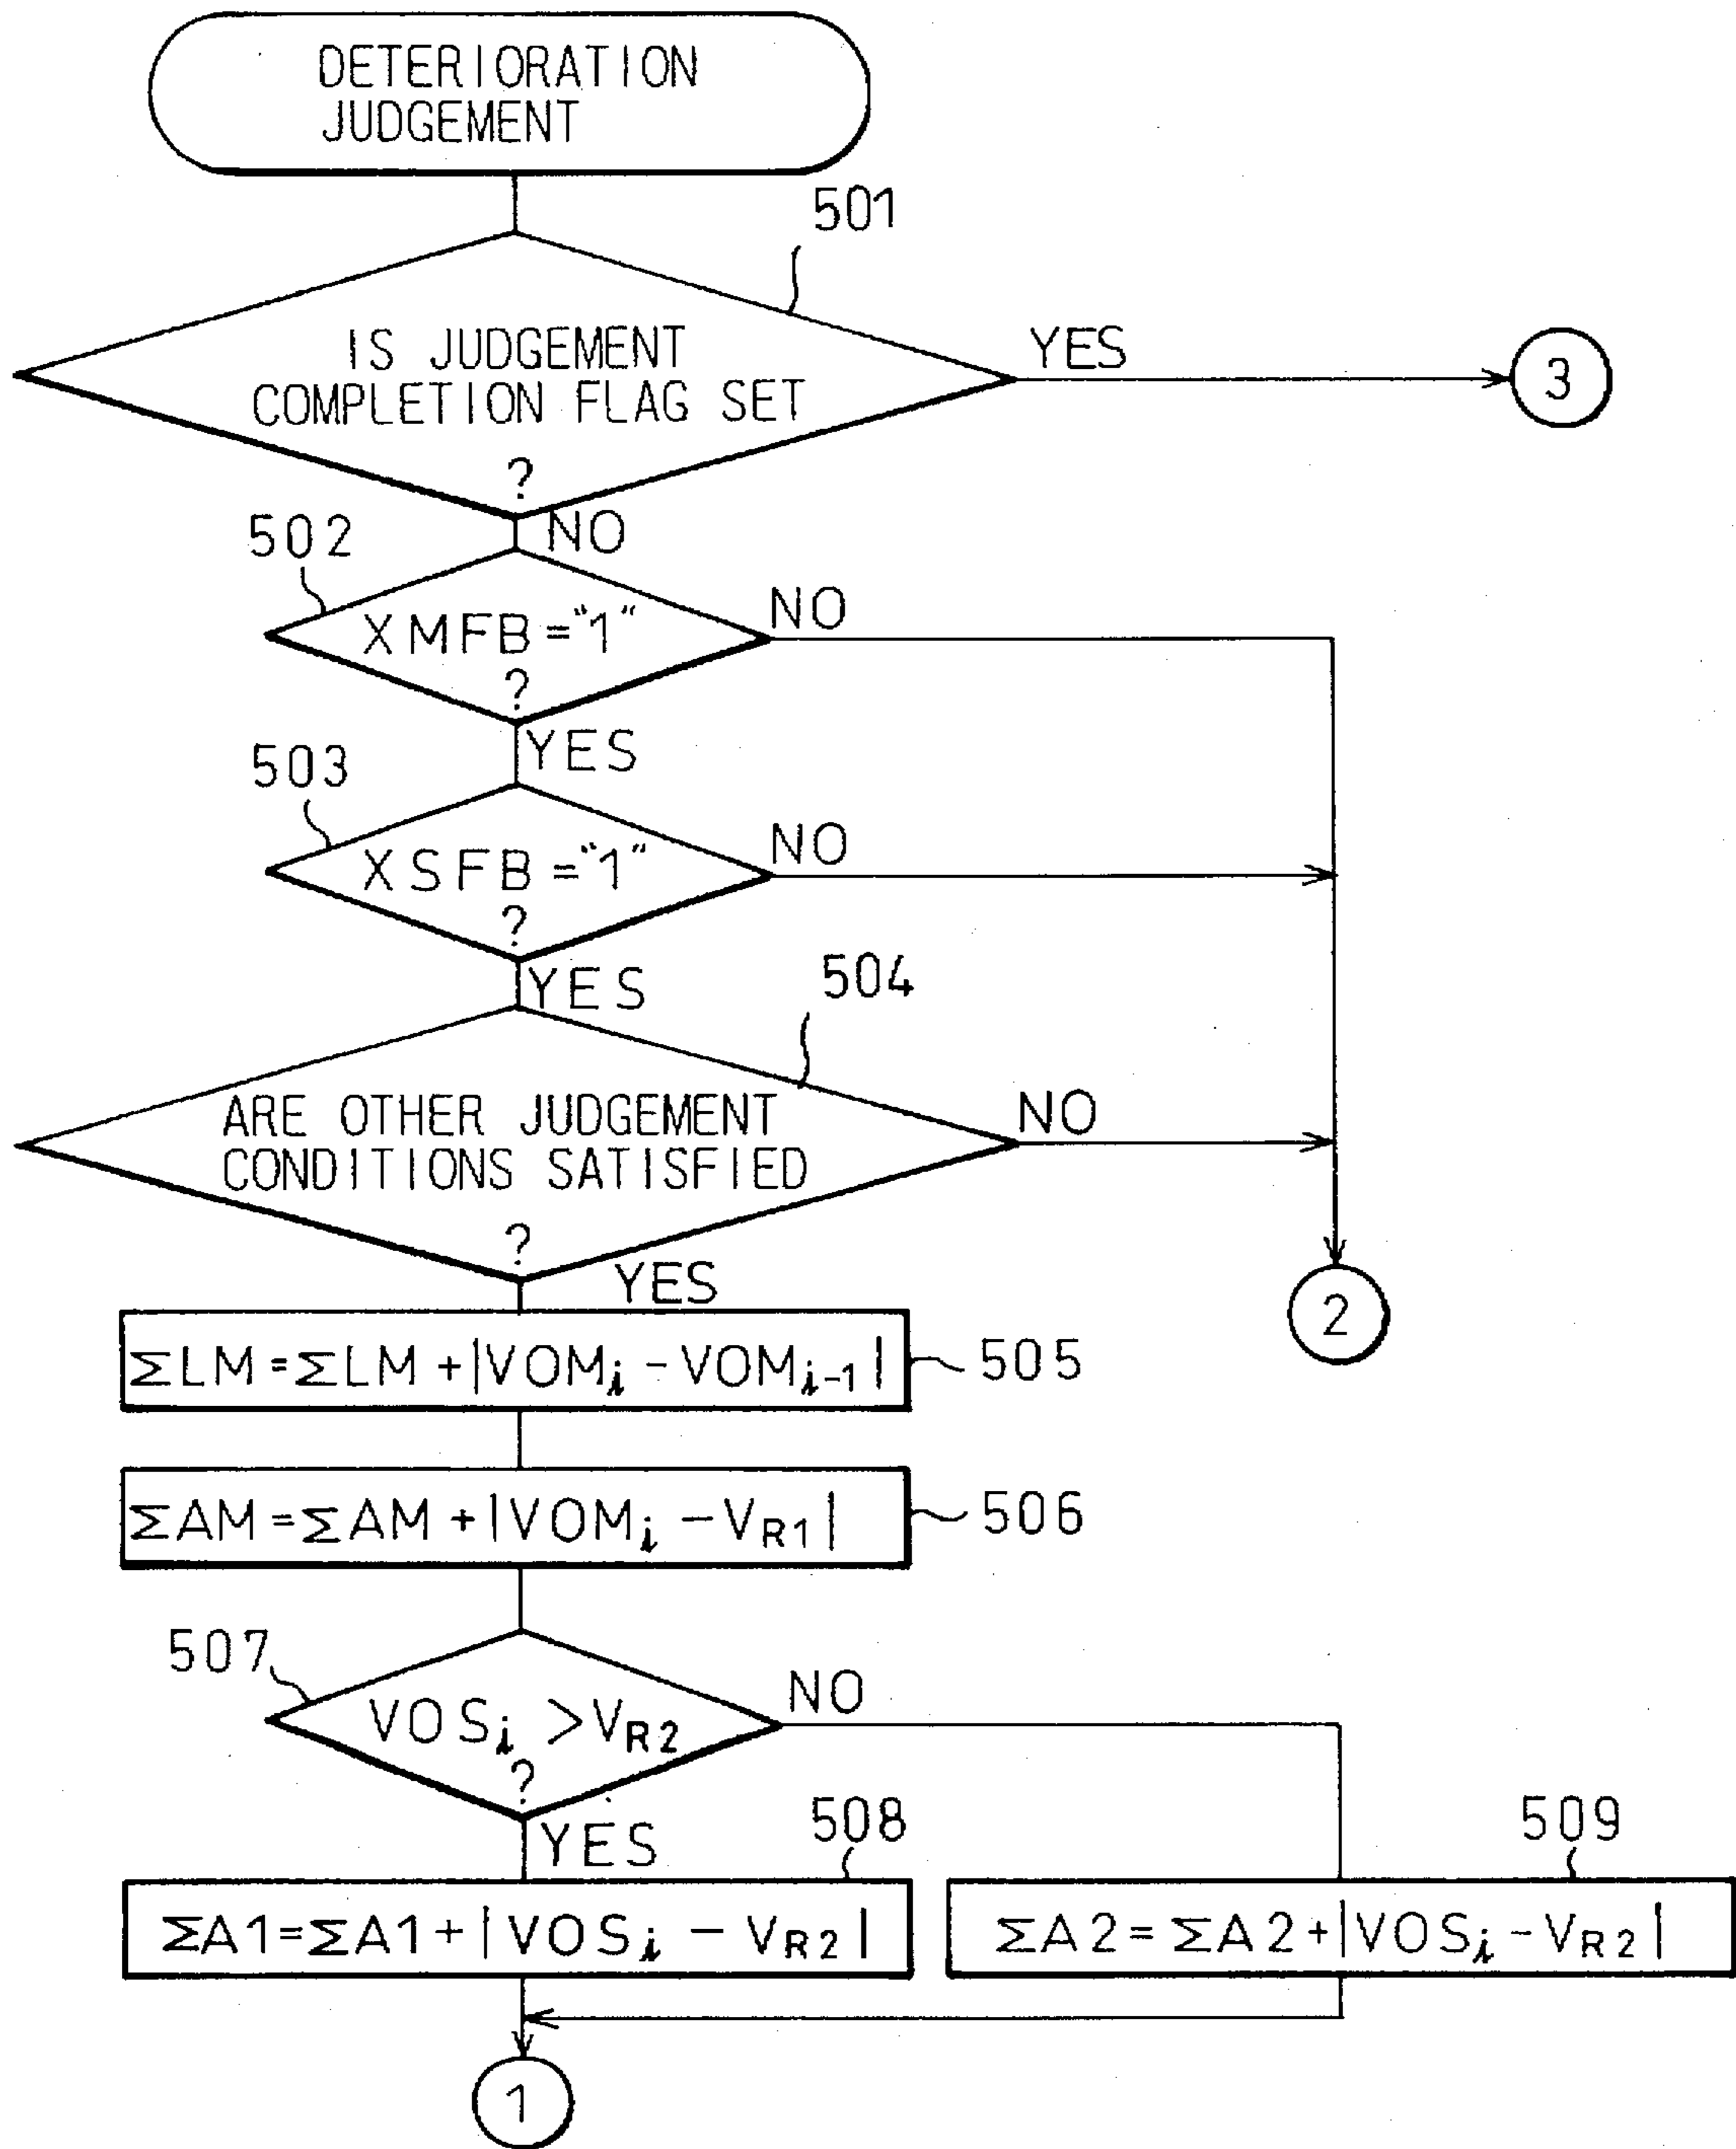 DETERIORATION
JUDGEMENT
501
IS JUDGEMENT
COMPLETION FLAG SET
?
YES
3
NO
502
XMFB="1"
?
NO
YES
503
XSFB="1"
?
NO
YES
504
ARE OTHER JUDGEMENT
CONDITIONS SATISFIED
?
NO
2
YES
ΣLM=ΣLM+|VOMi-VOMi-1|
505
ΣAM=ΣAM+|VOMi-VR1|
506
507
VOSi>VR2
?
NO
YES
508
ΣA1=ΣA1+|VOSi-VR2|
509
ΣA2=ΣA2+|VOSi-VR2|
1